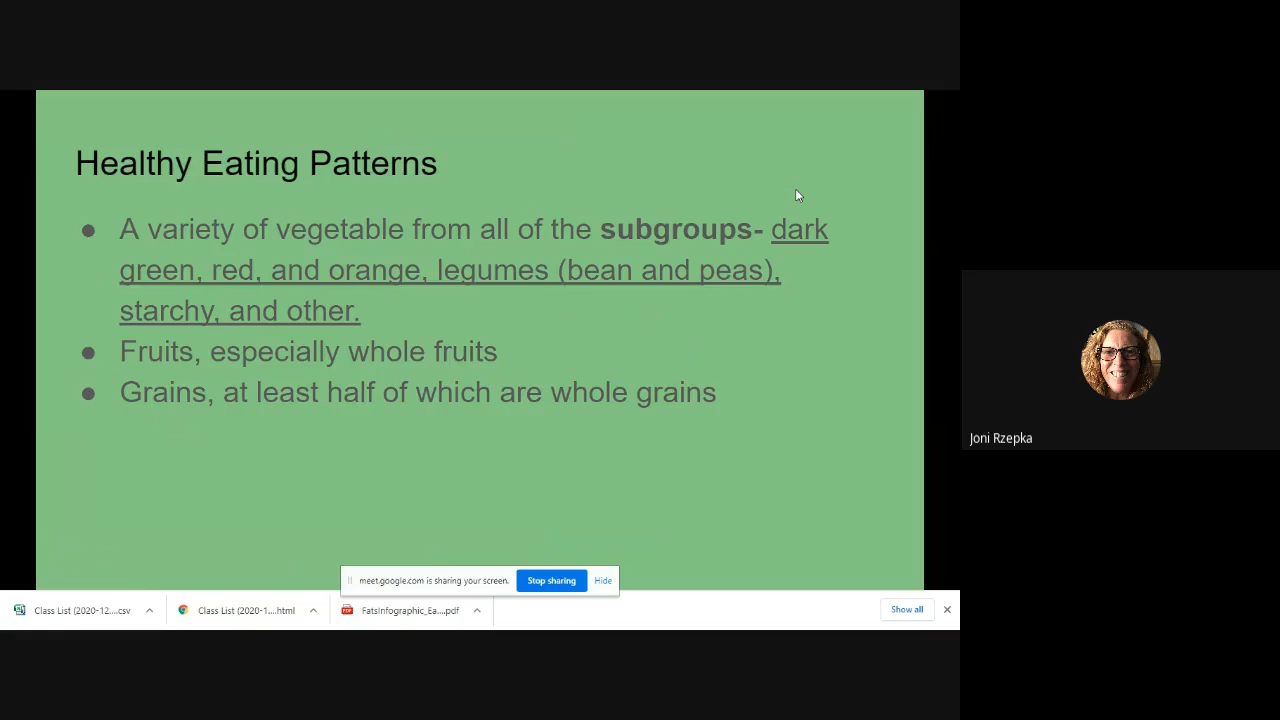 Healthy Eating Patterns
● A variety of vegetable from all of the subgroups- dark
green, red, and orange, legumes (bean and peas),
starchy, and other.
● Fruits, especially whole fruits
● Grains, at least half of which are whole grains
Joni Rzepka
meet.google.com is sharing your screen. Stop sharing Hide
Class List (2020-12....csv Class List (2020-1....html FatsInfographic_Ea....pdf Show all